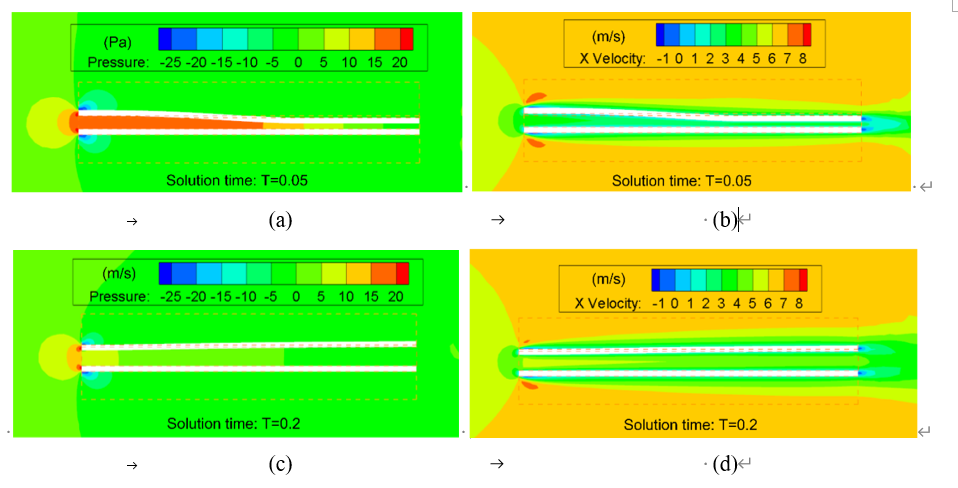 (Pa)
Pressure: -25 -20 -15 -10 -5 0 5 10 15 20
Solution time: T=0.05
(m/s)
X Velocity: -1 0 1 2 3 4 5 6 7 8
Solution time: T=0.05
(a)
(b)
(m/s)
Pressure: -25 -20 -15 -10 -5 0 5 10 15 20
Solution time: T=0.2
(m/s)
X Velocity: -1 0 1 2 3 4 5 6 7 8
Solution time: T=0.2
(c)
(d)